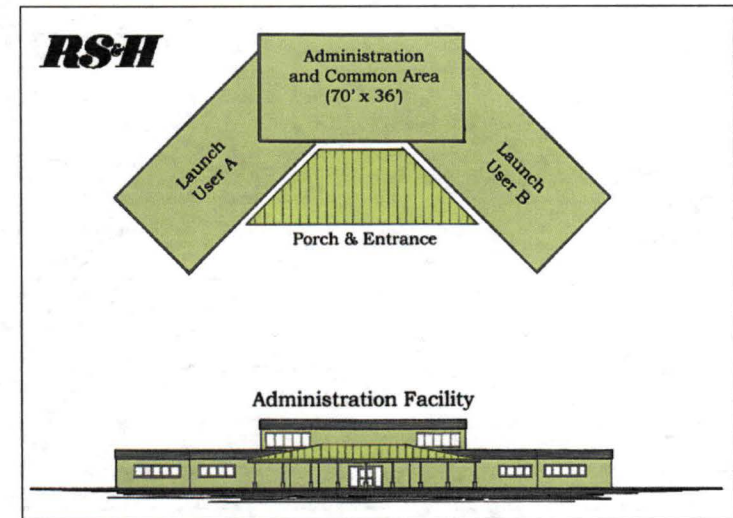 RS&H
Administration
and Common Area
(70' x 36')
Launch
User A
Launch
User B
Porch & Entrance
Administration Facility